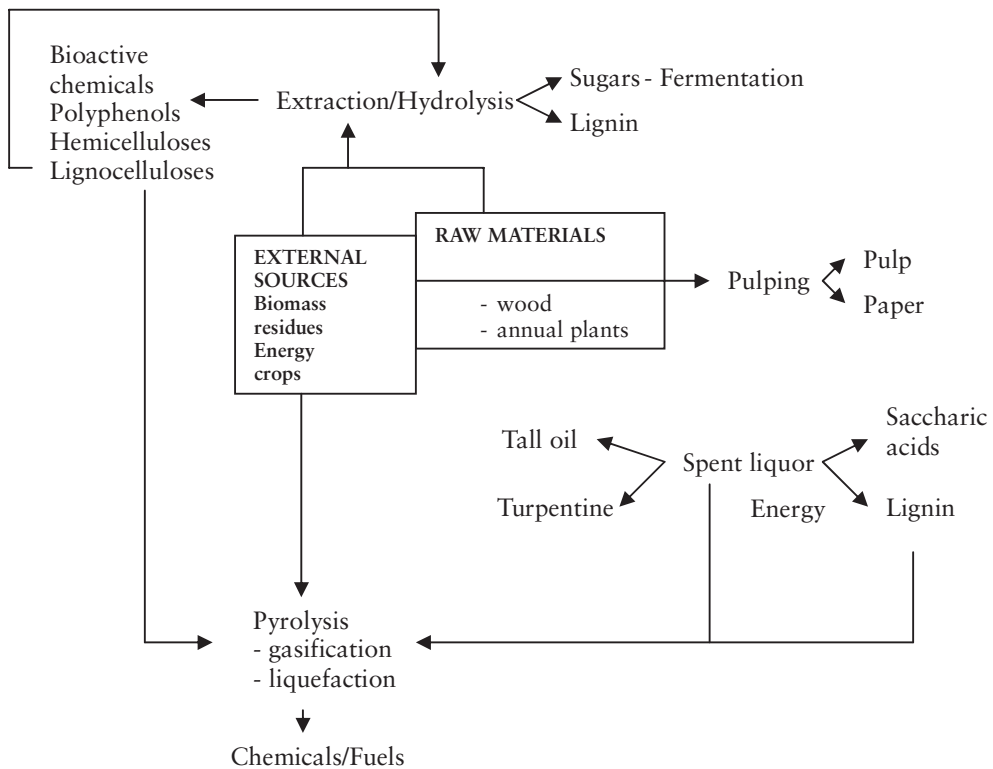 Bioactive
chemicals
Polyphenols
Hemicelluloses
Lignocelluloses
Extraction/Hydrolysis
Sugars - Fermentation
Lignin
EXTERNAL
SOURCES
Biomass
residues
Energy
crops
RAW MATERIALS
- wood
- annual plants
Pulping
Pulp
Paper
Tall oil
Turpentine
Spent liquor
Energy
Saccharic
acids
Lignin
Pyrolysis
- gasification
- liquefaction
Chemicals/Fuels